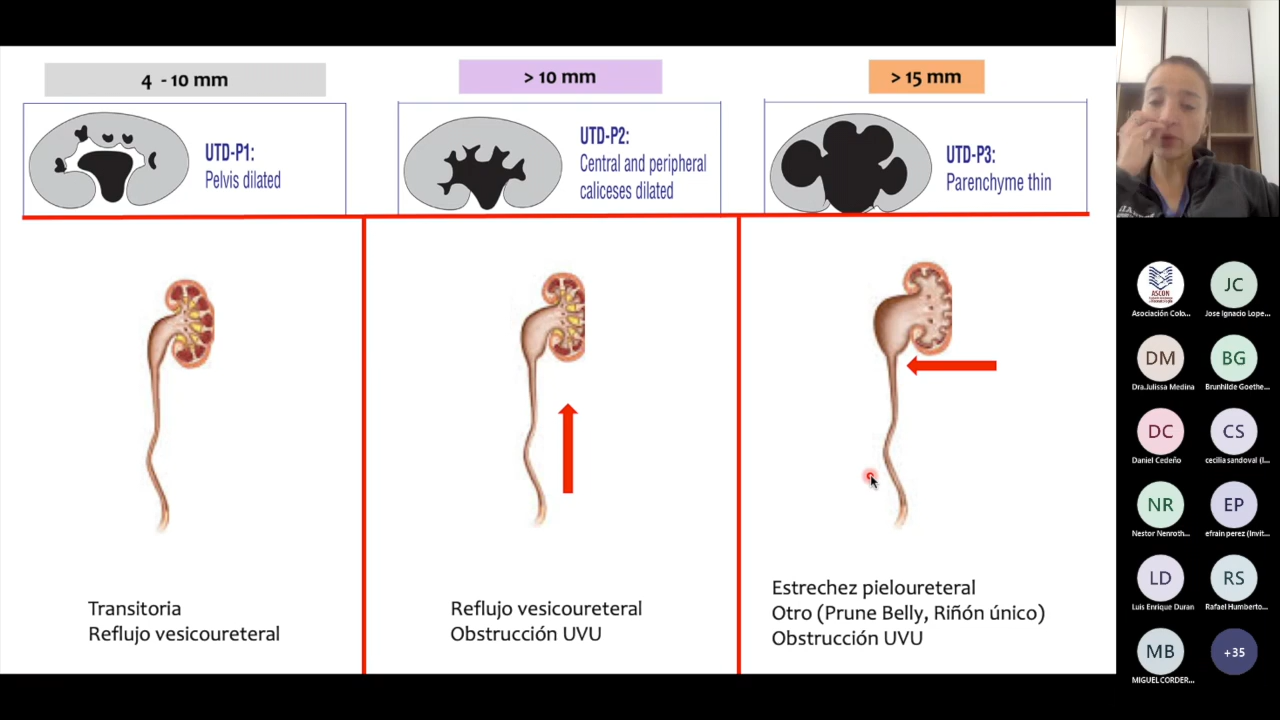 4 - 10 mm
> 10 mm
> 15 mm
UTD-P1:
Pelvis dilated
UTD-P2:
Central and peripheral
caliceses dilated
UTD-P3:
Parenchyme thin
Transitoria
Reflujo vesicoureteral
Reflujo vesicoureteral
Obstrucción UVU
Estrechez pieloureteral
Otro (Prune Belly, Riñón único)
Obstrucción UVU
ASCON
Asociación Colo...
JC
Jose Ignacio Lope...
DM
Dra.Julissa Medina
BG
Brunhilde Goethe...
DC
Daniel Cedeño
CS
cecilia sandoval (I...
NR
Nestor Nenroth...
EP
efrain perez (Invit...
LD
Luis Enrique Duran
RS
Rafael Humberto...
MB
MIGUEL CORDER...
+35